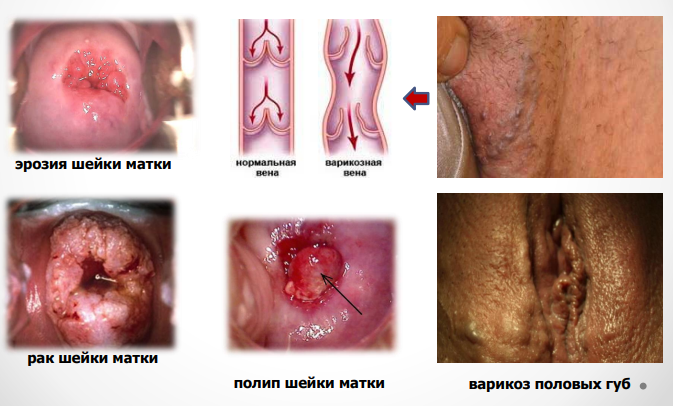 эрозия шейки матки
нормальная
вена
варикозная
вена
рак шейки матки
полип шейки матки
варикоз половых губ